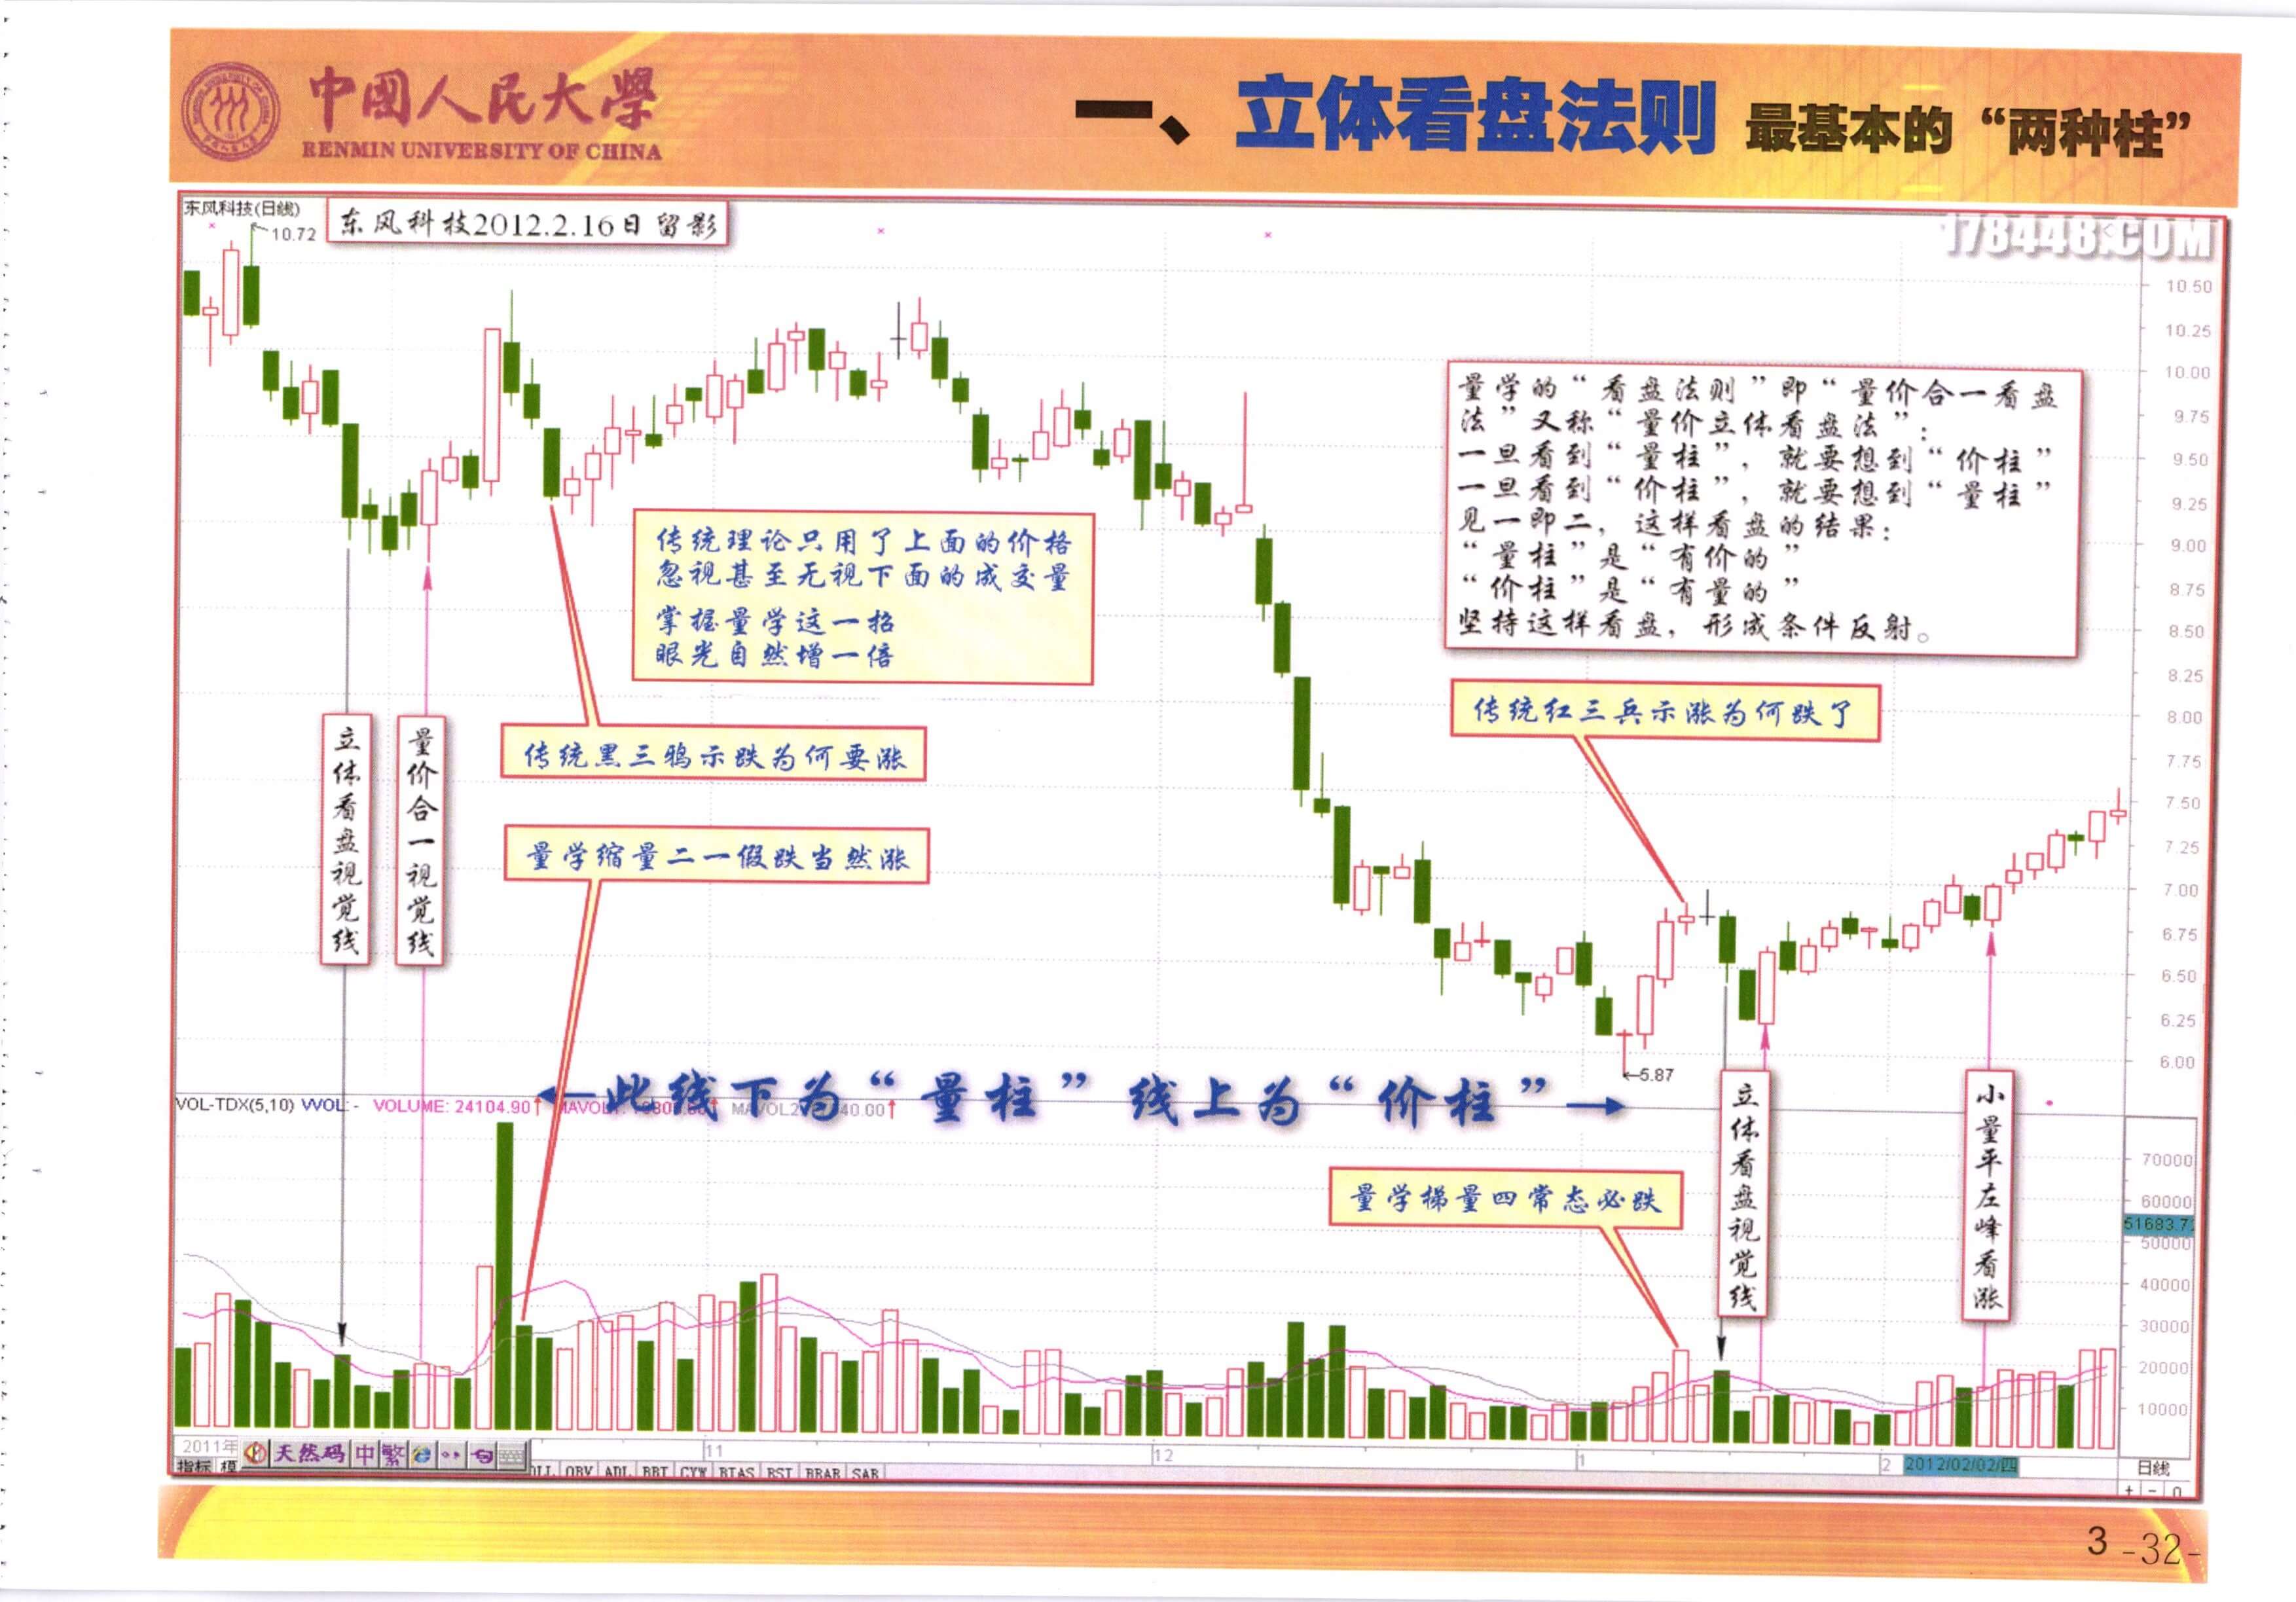 中國人民大學
RENMIN UNIVERSITY OF CHINA
一、立体看盘法则 最基本的“两种柱”
东风科技(日线)
10.72
东风科技2012.2.16日留影
178448.COM
10.50
10.25
10.00
9.75
9.50
9.25
9.00
8.75
8.50
8.25
8.00
7.75
7.50
7.25
7.00
6.75
6.50
6.25
6.00
量学的“看盘法则”即“量价合一看盘
法”又称“量价立体看盘法”：
一旦看到“量柱”，就要想到“价柱”
一旦看到“价柱”，就要想到“量柱”
见一即二，这样看盘的结果：
“量柱”是“有价的”
“价柱”是“有量的”
坚持这样看盘，形成条件反射。
传统理论只用了上面的价格
忽视甚至无视下面的成交量
掌握量学这一招
眼光自然增一倍
传统黑三鸦示跌为何要涨
传统红三兵示涨为何跌了
量学缩量二一假跌当然涨
立体看盘视觉线
量价合一视觉线
5.87
←此线下为“量柱” 线上为“价柱”→
VOL-TDX(5,10) VVOL: - VOLUME: 24104.90↑
量学梯量四常态必跌
立体看盘视觉线
小量平左峰看涨
70000
60000
51683.7
50000
40000
30000
20000
10000
2011年
天然码 中 繁
11
12
1
2
2012/02/02/四
日线
指标 模
OBV ADL BBI CYW BIAS RSI BRAR SAR
+ - 0
3 -32-